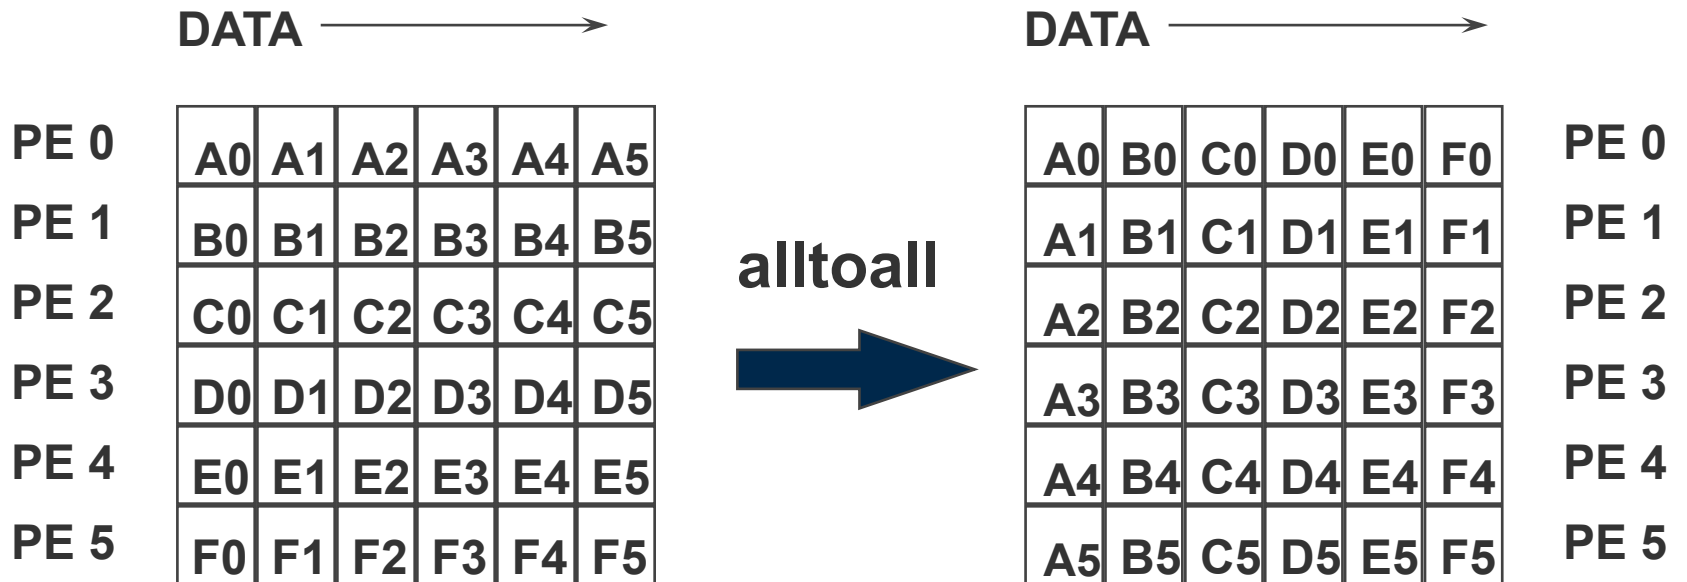 DATA DATA
PE 0 A0 A1 A2 A3 A4 A5 A0 B0 C0 D0 E0 F0 PE 0
PE 1 B0 B1 B2 B3 B4 B5 A1 B1 C1 D1 E1 F1 PE 1
alltoall
PE 2 C0 C1 C2 C3 C4 C5 A2 B2 C2 D2 E2 F2 PE 2
PE 3 D0 D1 D2 D3 D4 D5 A3 B3 C3 D3 E3 F3 PE 3
PE 4 E0 E1 E2 E3 E4 E5 A4 B4 C4 D4 E4 F4 PE 4
PE 5 F0 F1 F2 F3 F4 F5 A5 B5 C5 D5 E5 F5 PE 5